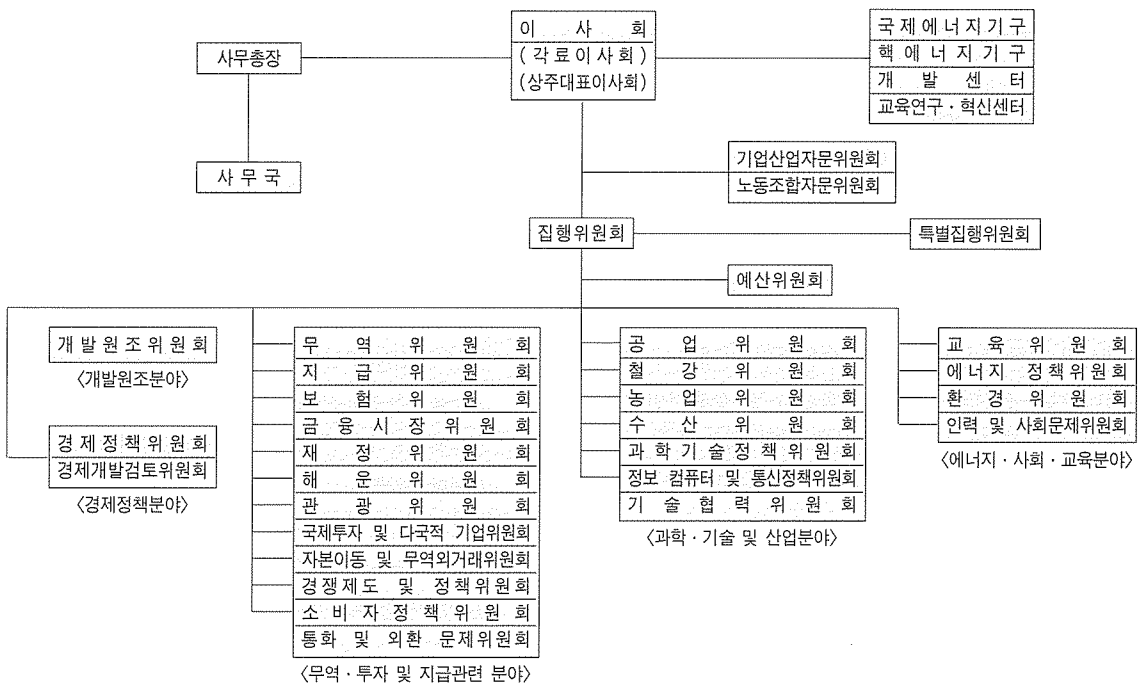 이 사 회
(각료이사회)
(상주대표이사회)
사무총장
사 무 국
국제에너지기구
핵에너지기구
개 발 센 터
교육연구·혁신센터
기업산업자문위원회
노동조합자문위원회
집행위원회
특별집행위원회
예산위원회
개발원조위원회
〈개발원조분야〉
경제정책위원회
경제개발검토위원회
〈경제정책분야〉
무 역 위 원 회
지 급 위 원 회
보 험 위 원 회
금융시장위원회
재 정 위 원 회
해 운 위 원 회
관 광 위 원 회
국제투자 및 다국적 기업위원회
자본이동 및 무역외거래위원회
경쟁제도 및 정책위원회
소비자정책위원회
통화 및 외환 문제위원회
〈무역·투자 및 지급관련 분야〉
공 업 위 원 회
철 강 위 원 회
농 업 위 원 회
수 산 위 원 회
과학기술정책위원회
정보 컴퓨터 및 통신정책위원회
기술협력위원회
〈과학·기술 및 산업분야〉
교 육 위 원 회
에너지 정책위원회
환 경 위 원 회
인력 및 사회문제위원회
〈에너지·사회·교육분야〉